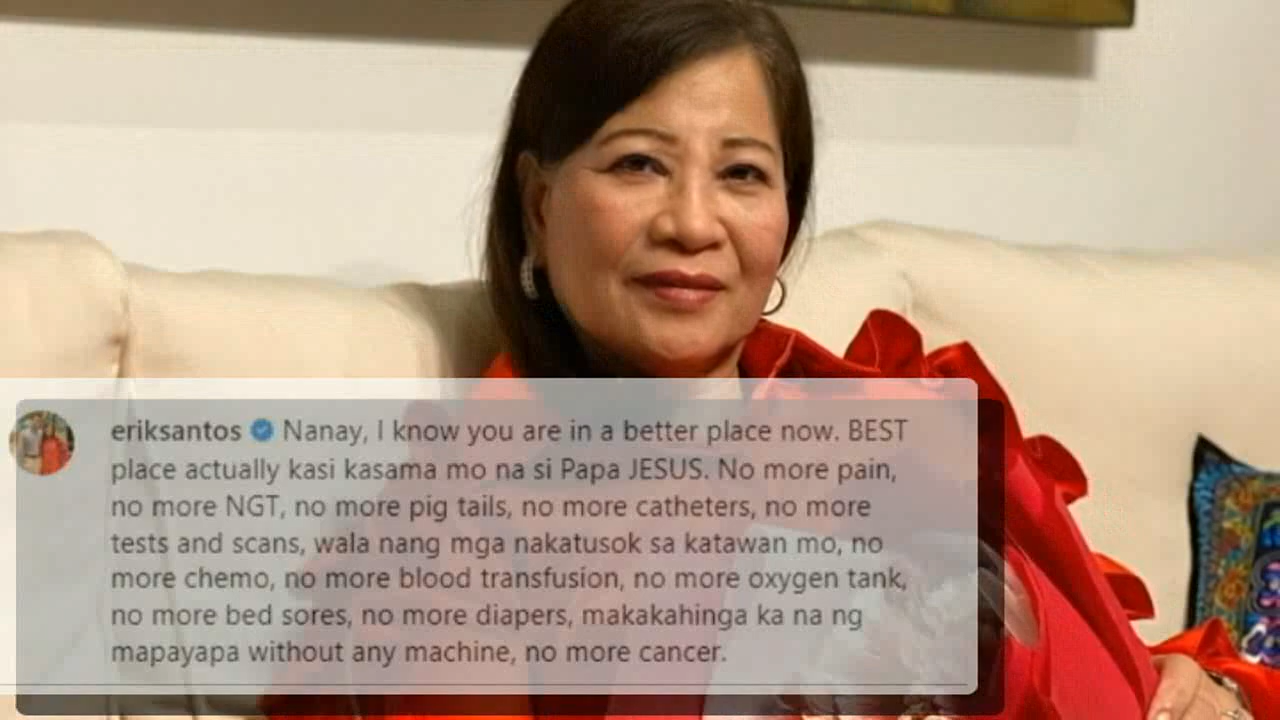 eriksantos Nanay, I know you are in a better place now. BEST
place actually kasi kasama mo na si Papa JESUS. No more pain,
no more NGT, no more pig tails, no more catheters, no more
tests and scans, wala nang mga nakatusok sa katawan mo, no
more chemo, no more blood transfusion, no more oxygen tank,
no more bed sores, no more diapers, makakahinga ka na ng
mapayapa without any machine, no more cancer.